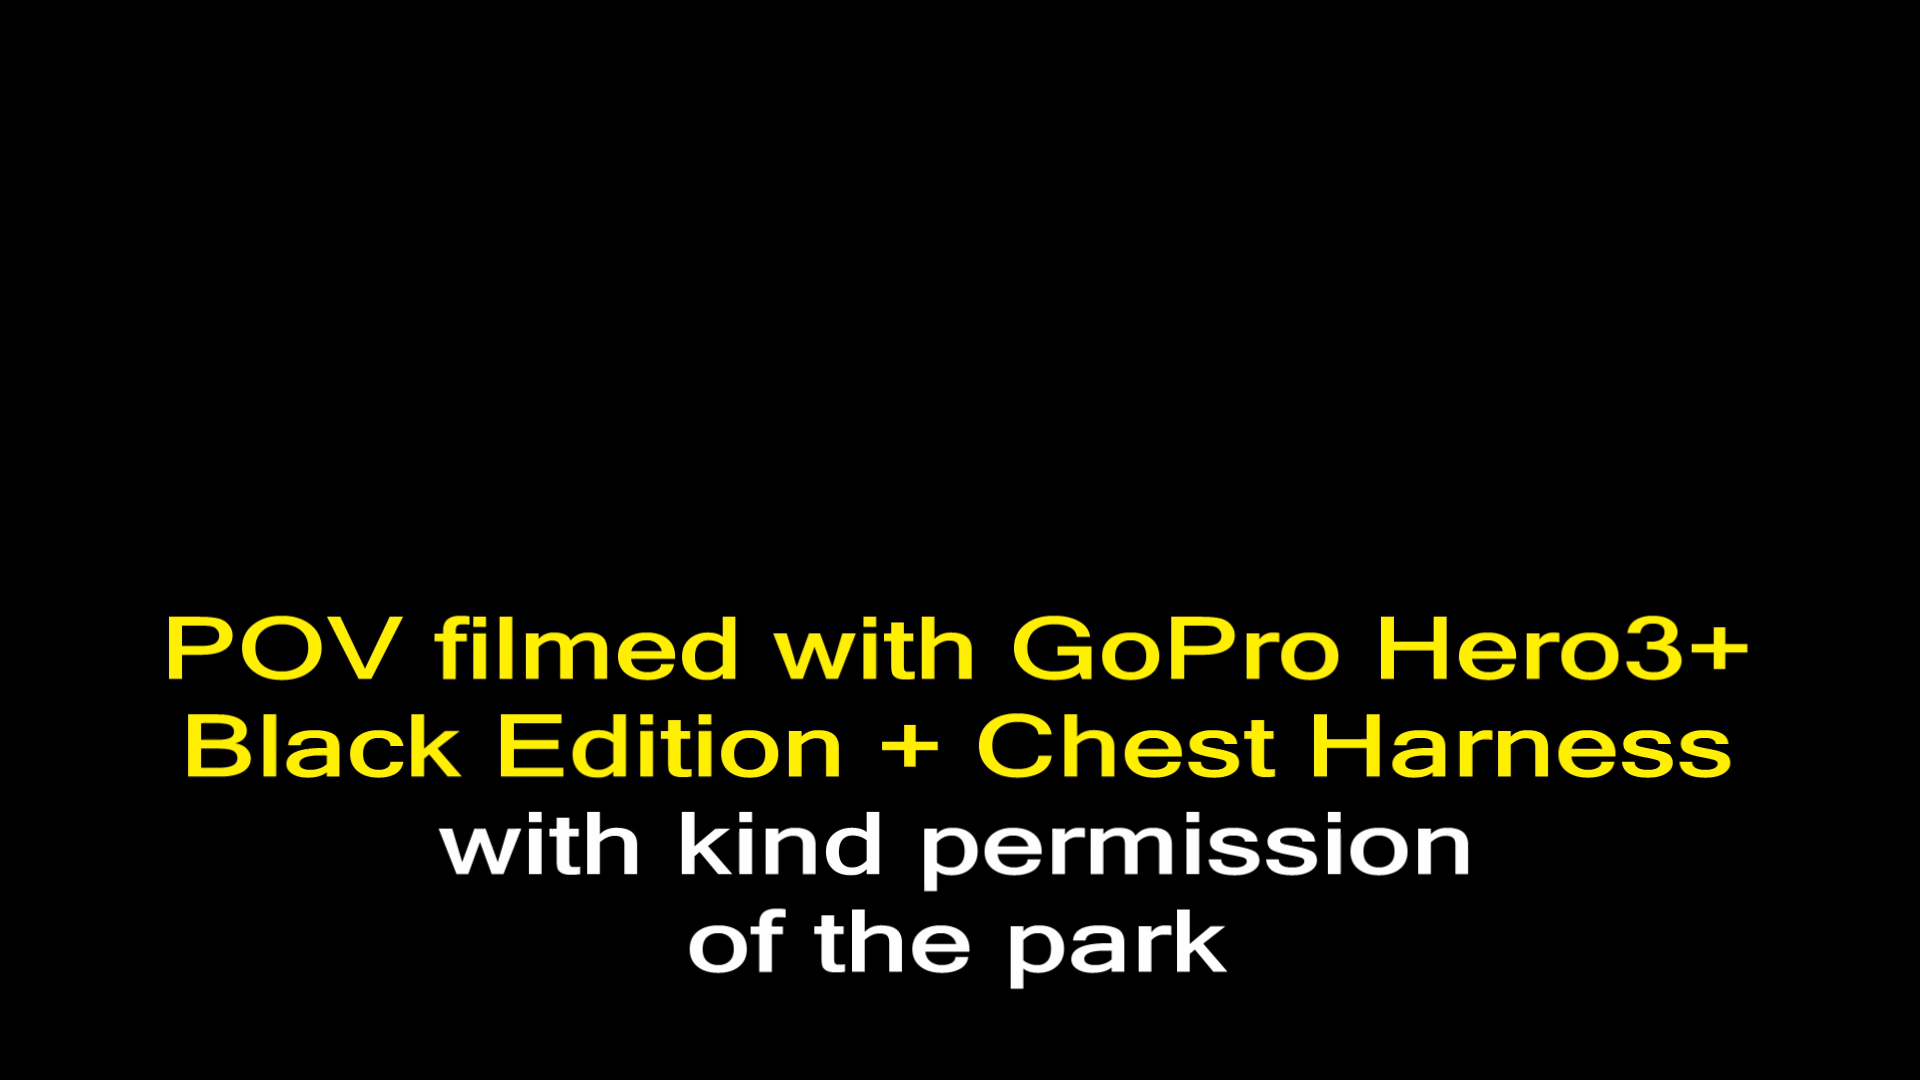 POV filmed with GoPro Hero3+
Black Edition + Chest Harness
with kind permission
of the park